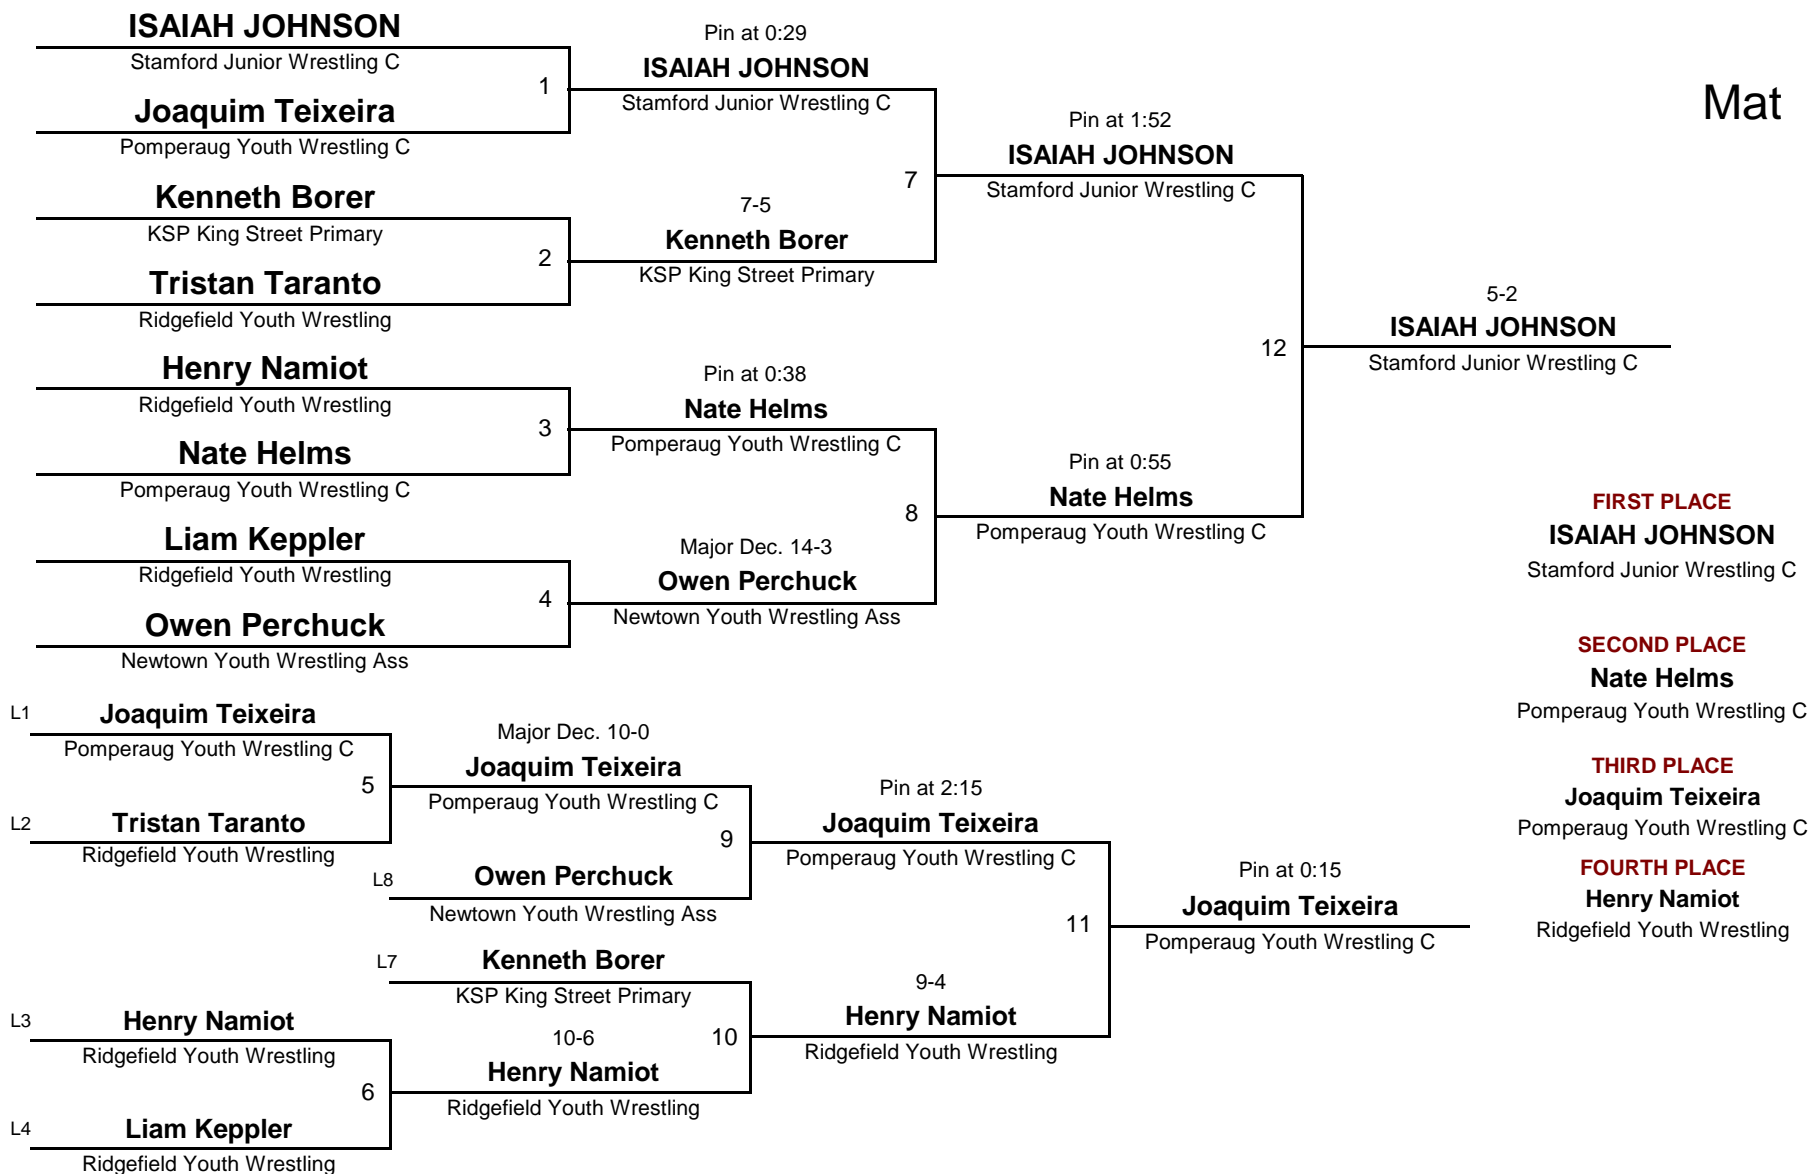 ISAIAH JOHNSON
Stamford Junior Wrestling C
1
Joaquim Teixeira
Pomperaug Youth Wrestling C
Kenneth Borer
KSP King Street Primary
2
Tristan Taranto
Ridgefield Youth Wrestling
Henry Namiot
Ridgefield Youth Wrestling
3
Nate Helms
Pomperaug Youth Wrestling C
Liam Keppler
Ridgefield Youth Wrestling
4
Owen Perchuck
Newtown Youth Wrestling Ass
Pin at 0:29
ISAIAH JOHNSON
Stamford Junior Wrestling C
7
7-5
Kenneth Borer
KSP King Street Primary
Pin at 0:38
Nate Helms
Pomperaug Youth Wrestling C
8
Major Dec. 14-3
Owen Perchuck
Newtown Youth Wrestling Ass
Pin at 1:52
ISAIAH JOHNSON
Stamford Junior Wrestling C
12
Pin at 0:55
Nate Helms
Pomperaug Youth Wrestling C
5-2
ISAIAH JOHNSON
Stamford Junior Wrestling C
Mat
L1
Joaquim Teixeira
Pomperaug Youth Wrestling C
5
L2
Tristan Taranto
Ridgefield Youth Wrestling
L3
Henry Namiot
Ridgefield Youth Wrestling
6
L4
Liam Keppler
Ridgefield Youth Wrestling
Major Dec. 10-0
Joaquim Teixeira
Pomperaug Youth Wrestling C
9
L8
Owen Perchuck
Newtown Youth Wrestling Ass
L7
Kenneth Borer
KSP King Street Primary
10
10-6
Henry Namiot
Ridgefield Youth Wrestling
Pin at 2:15
Joaquim Teixeira
Pomperaug Youth Wrestling C
11
9-4
Henry Namiot
Ridgefield Youth Wrestling
Pin at 0:15
Joaquim Teixeira
Pomperaug Youth Wrestling C
FIRST PLACE
ISAIAH JOHNSON
Stamford Junior Wrestling C
SECOND PLACE
Nate Helms
Pomperaug Youth Wrestling C
THIRD PLACE
Joaquim Teixeira
Pomperaug Youth Wrestling C
FOURTH PLACE
Henry Namiot
Ridgefield Youth Wrestling